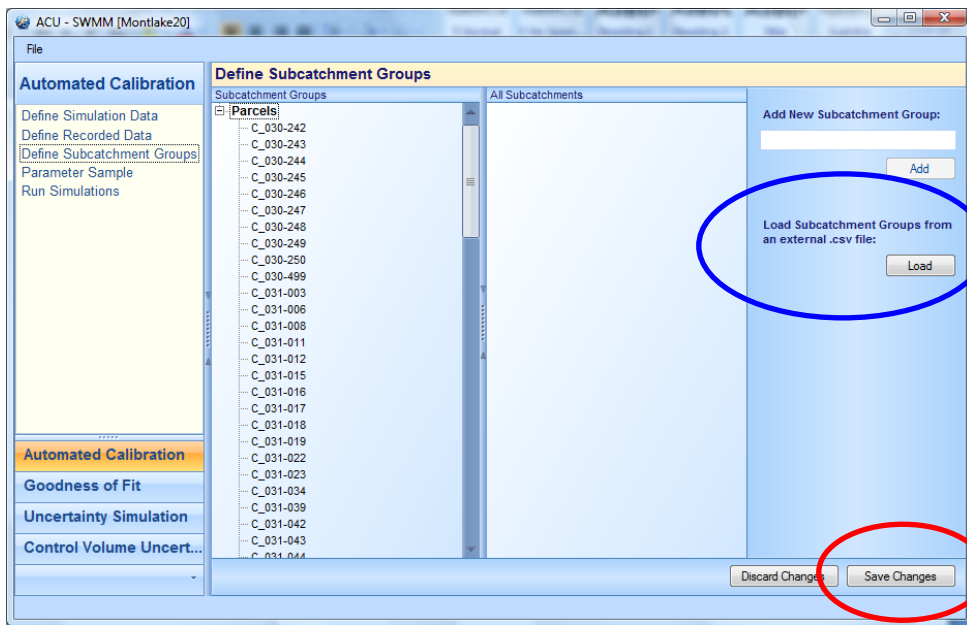 ACU - SWMM [Montlake20]
File
Automated Calibration
Define Simulation Data
Define Recorded Data
Define Subcatchment Groups
Parameter Sample
Run Simulations
Automated Calibration
Goodness of Fit
Uncertainty Simulation
Control Volume Uncert...
Define Subcatchment Groups
Subcatchment Groups
Parcels
C_030-242
C_030-243
C_030-244
C_030-245
C_030-246
C_030-247
C_030-248
C_030-249
C_030-250
C_030-499
C_031-003
C_031-006
C_031-008
C_031-011
C_031-012
C_031-015
C_031-016
C_031-017
C_031-018
C_031-019
C_031-022
C_031-023
C_031-034
C_031-039
C_031-042
C_031-043
C_031-044
All Subcatchments
Add New Subcatchment Group:
Add
Load Subcatchment Groups from
an external .csv file:
Load
Discard Changes
Save Changes